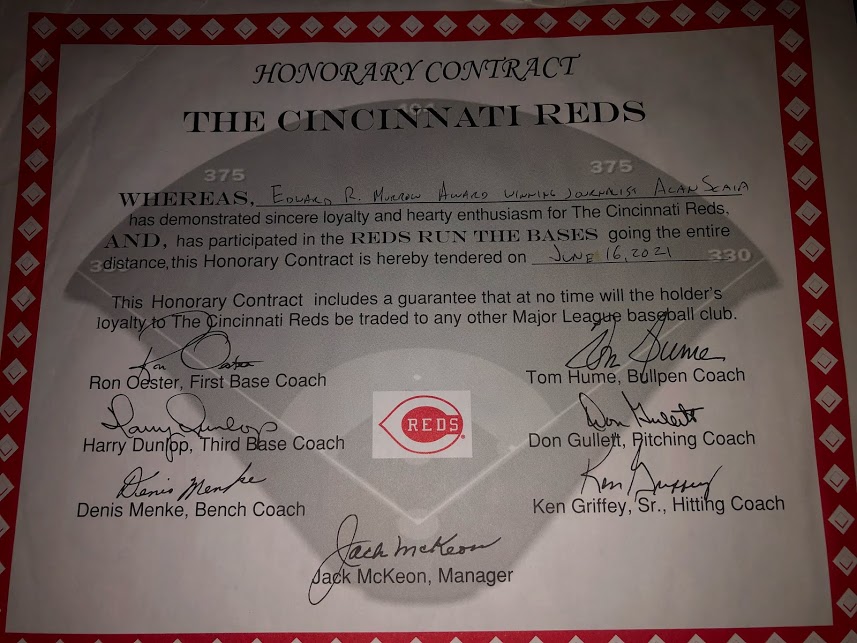 HONORARY CONTRACT
THE CINCINNATI REDS
404
375
375
WHEREAS, EDWARD R. MURROW AWARD WINNING JOURNALIST ALAN SCAIA
has demonstrated sincere loyalty and hearty enthusiasm for The Cincinnati Reds,
AND, has participated in the REDS RUN THE BASES going the entire
distance, this Honorary Contract is hereby tendered on JUNE 16, 2021
330
This Honorary Contract includes a guarantee that at no time will the holder's
loyalty to The Cincinnati Reds be traded to any other Major League baseball club.
Ron Oester
Tom Hume
Ron Oester, First Base Coach
Tom Hume, Bullpen Coach
Harry Dunlop
Don Gullett
REDS
Harry Dunlop, Third Base Coach
Don Gullett, Pitching Coach
Denis Menke
Ken Griffey
Denis Menke, Bench Coach
Ken Griffey, Sr., Hitting Coach
Jack McKeon
Jack McKeon, Manager